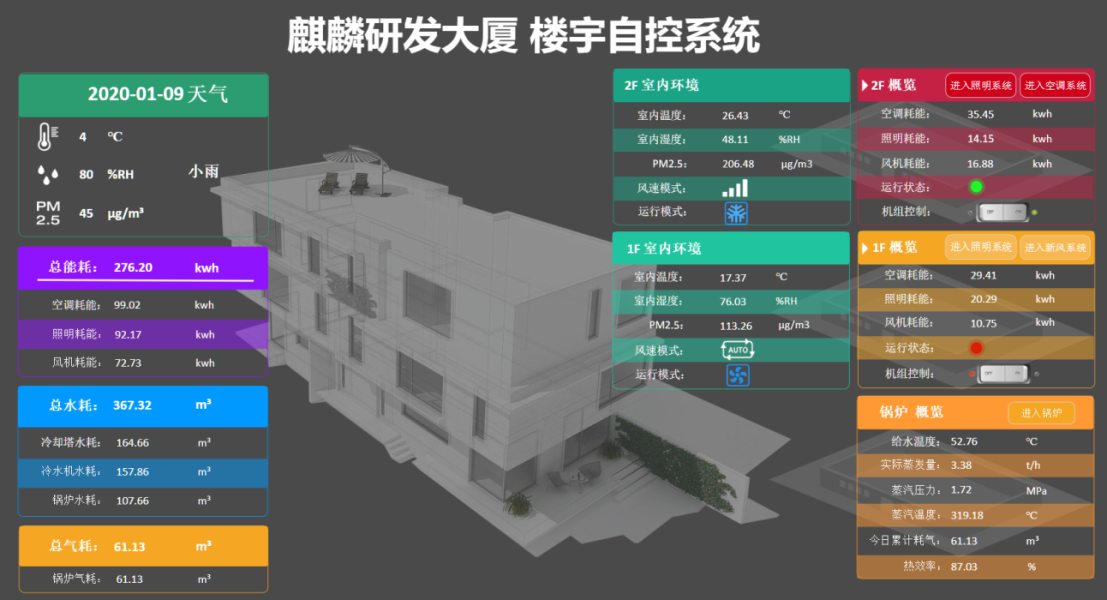 麒麟研发大厦 楼宇自控系统
2020-01-09 天气
4 ℃
80 %RH 小雨
PM2.5 45 μg/m³
总能耗： 276.20 kwh
空调耗能： 99.02 kwh
照明耗能： 92.17 kwh
风机耗能： 72.73 kwh
总水耗： 367.32 m³
冷却塔水耗： 164.66 m³
冷水机水耗： 157.86 m³
锅炉水耗： 107.66 m³
总气耗： 61.13 m³
锅炉气耗： 61.13 m³
2F 室内环境
室内温度： 26.43 ℃
室内湿度： 48.11 %RH
PM2.5： 206.48 μg/m3
风速模式：
运行模式：
1F 室内环境
室内温度： 17.37 ℃
室内湿度： 76.03 %RH
PM2.5： 113.26 μg/m3
风速模式： AUTO
运行模式：
2F 概览 进入照明系统 进入空调系统
空调耗能： 35.45 kwh
照明耗能： 14.15 kwh
风机耗能： 16.88 kwh
运行状态：
机组控制： OFF ON
1F 概览 进入照明系统 进入新风系统
空调耗能： 29.41 kwh
照明耗能： 20.29 kwh
风机耗能： 10.75 kwh
运行状态：
机组控制： OFF ON
锅炉 概览 进入锅炉
给水温度： 52.76 ℃
实际蒸发量： 3.38 t/h
蒸汽压力： 1.72 MPa
蒸汽温度： 319.18 ℃
今日累计耗气： 61.13 m³
热效率： 87.03 %